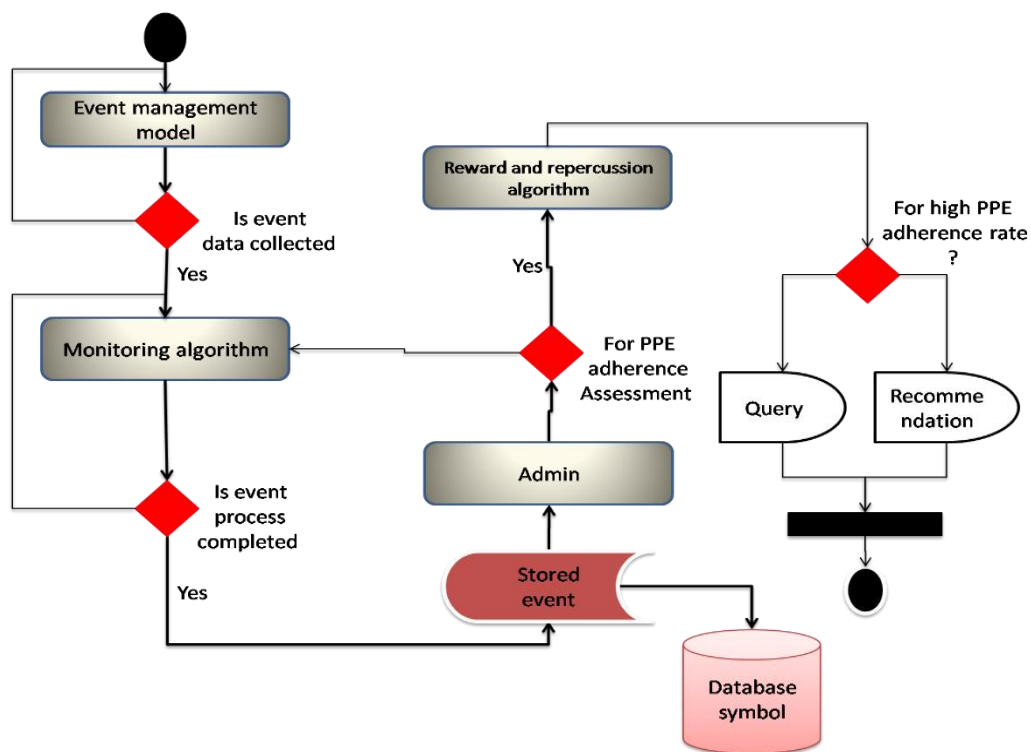 Event management
model
Is event
data collected
Yes
Monitoring algorithm
Is event
process
completed
Yes
Stored
event
Database
symbol
Admin
For PPE
adherence
Assessment
Yes
Reward and repercussion
algorithm
For high PPE
adherence rate
?
Query
Recomme
ndation